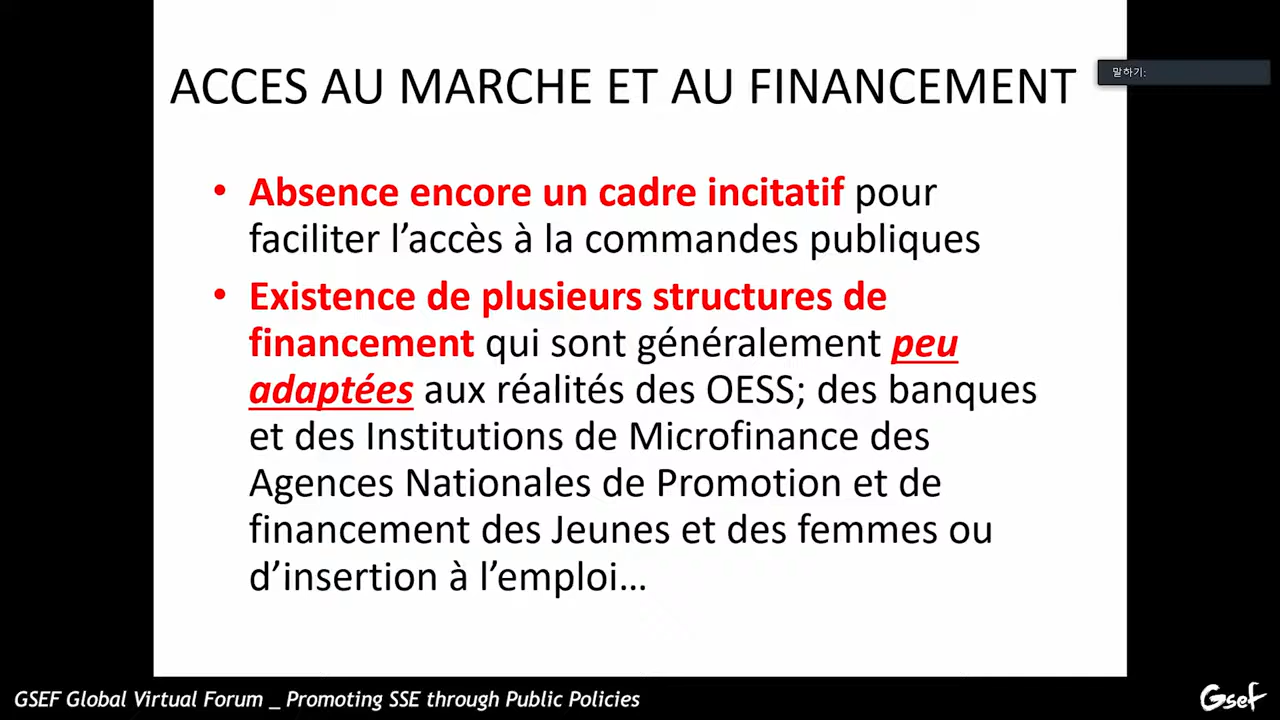 ACCES AU MARCHE ET AU FINANCEMENT
말하기:
• Absence encore un cadre incitatif pour
faciliter l’accès à la commandes publiques
• Existence de plusieurs structures de
financement qui sont généralement peu
adaptées aux réalités des OESS; des banques
et des Institutions de Microfinance des
Agences Nationales de Promotion et de
financement des Jeunes et des femmes ou
d’insertion à l’emploi…
GSEF Global Virtual Forum _ Promoting SSE through Public Policies
Gsef